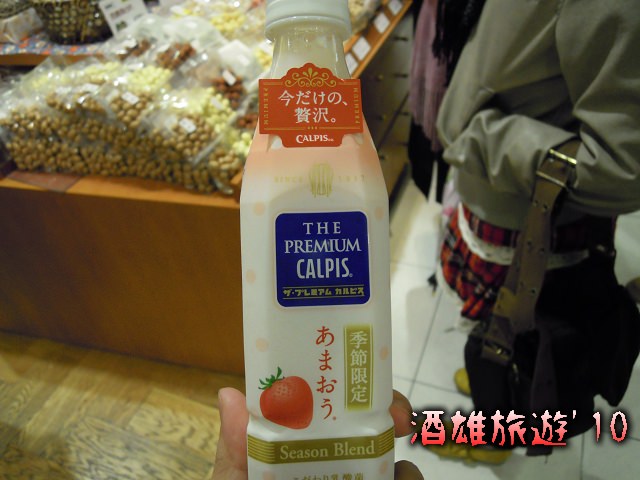 今だけの、
贅沢。
CALPIS
THE
PREMIUM
CALPIS
ザ・プレミアム カルピス
季節限定
あまおう。
Season Blend
酒雄旅遊'10